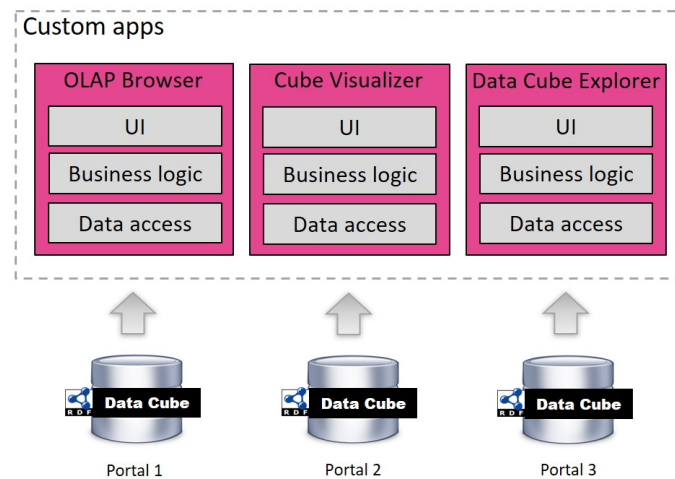 Custom apps
OLAP Browser
UI
Business logic
Data access
Cube Visualizer
UI
Business logic
Data access
Data Cube Explorer
UI
Business logic
Data access
RDF
Data Cube
Portal 1
RDF
Data Cube
Portal 2
RDF
Data Cube
Portal 3